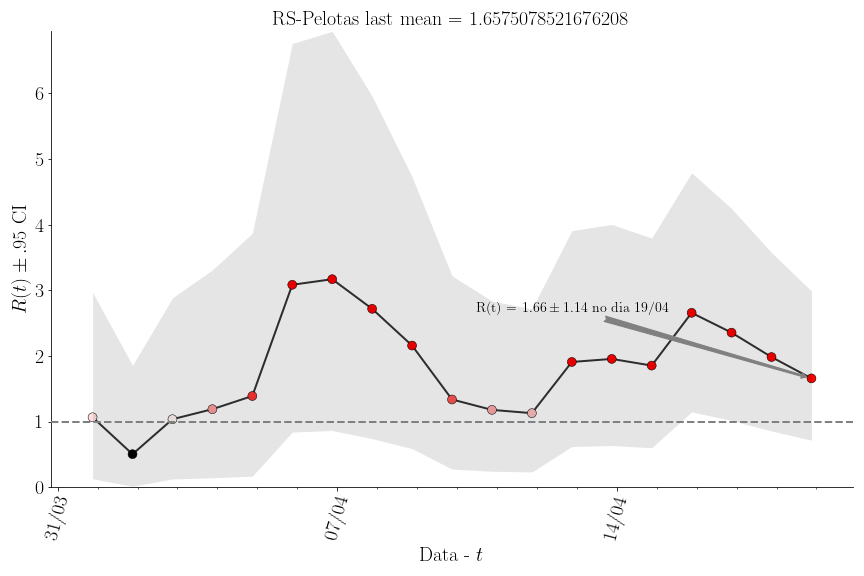 RS-Pelotas last mean = 1.6575078521676208
R(t) ± .95 CI
6
5
4
3
2
1
0
R(t) = 1.66 ± 1.14 no dia 19/04
31/03
07/04
14/04
Data - t